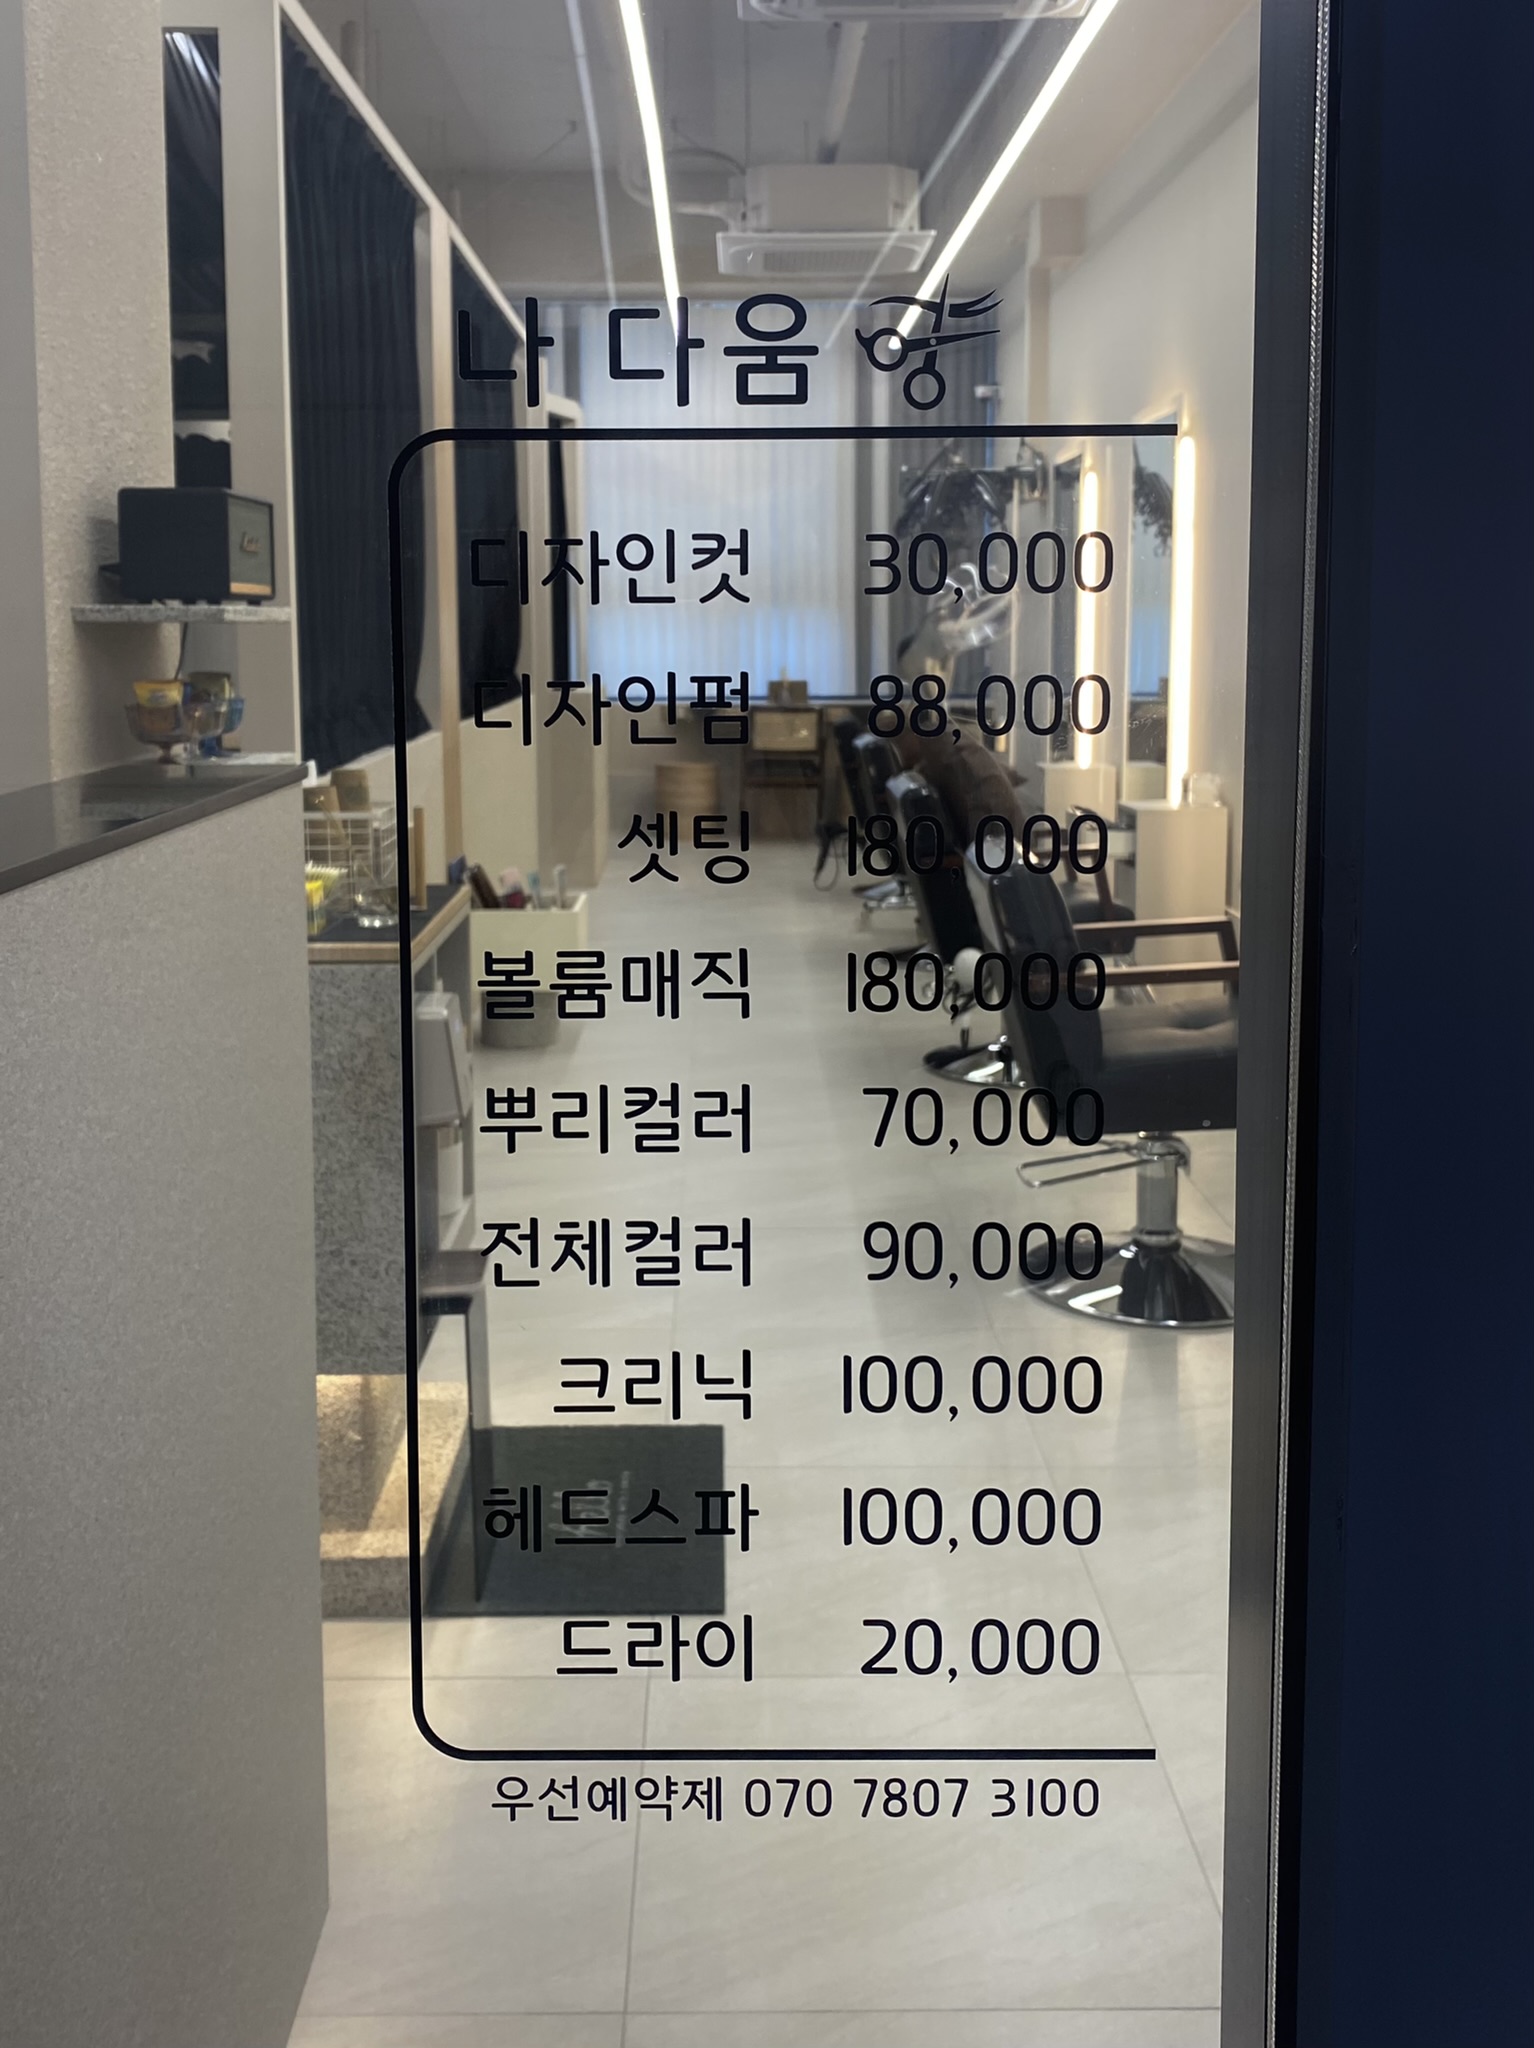 나다움
디자인컷 30,000
디자인펌 88,000
셋팅 180,000
볼륨매직 180,000
뿌리컬러 70,000
전체컬러 90,000
크리닉 100,000
헤드스파 100,000
드라이 20,000
우선예약제 070 7807 3100